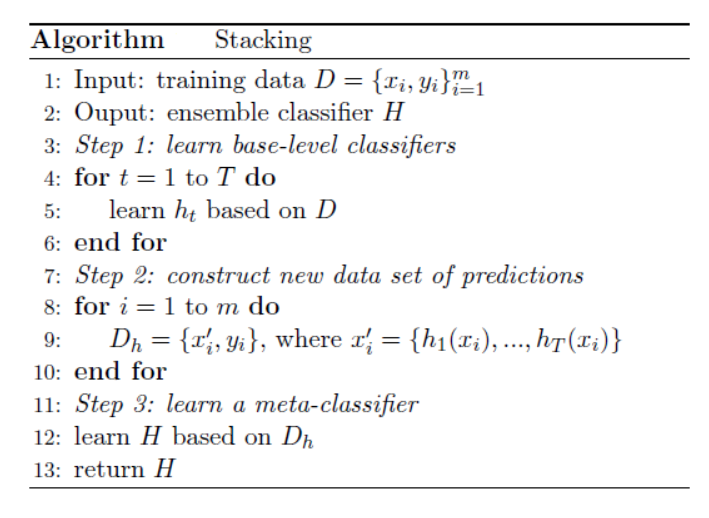 Algorithm Stacking
1: Input: training data D = {x_i, y_i}_{i=1}^m
2: Ouput: ensemble classifier H
3: Step 1: learn base-level classifiers
4: for t = 1 to T do
5: learn h_t based on D
6: end for
7: Step 2: construct new data set of predictions
8: for i = 1 to m do
9: D_h = {x'_i, y_i}, where x'_i = {h_1(x_i), ..., h_T(x_i)}
10: end for
11: Step 3: learn a meta-classifier
12: learn H based on D_h
13: return H